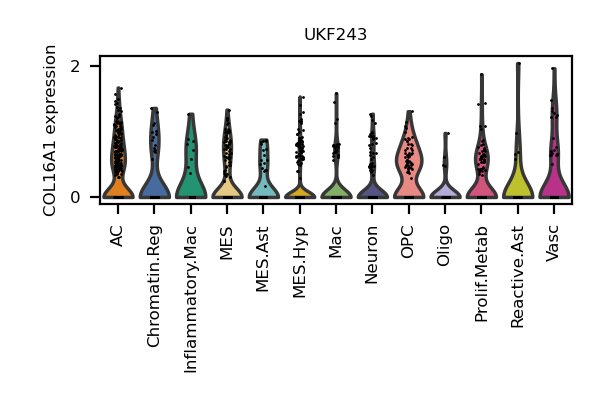 UKF243
COL16A1 expression
2
0
AC
Chromatin.Reg
Inflammatory.Mac
MES
MES.Ast
MES.Hyp
Mac
Neuron
OPC
Oligo
Prolif.Metab
Reactive.Ast
Vasc